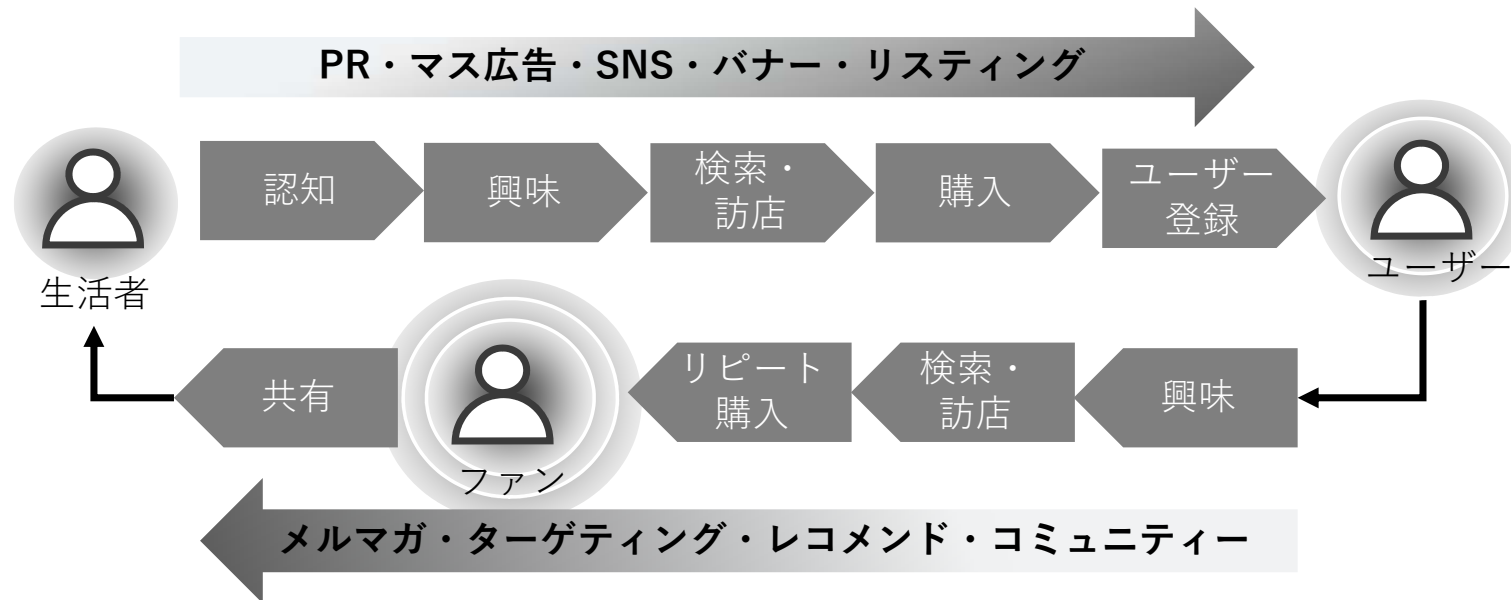 PR・マス広告・SNS・バナー・リスティング
認知
興味
検索・
訪店
購入
ユーザー
登録
生活者
ユーザー
共有
ファン
リピート
購入
検索・
訪店
興味
メルマガ・ターゲティング・レコメンド・コミュニティー